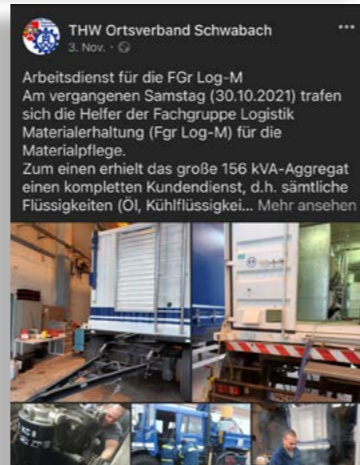 THW Ortsverband Schwabach
3. Nov. ·
Arbeitsdienst für die FGr Log-M
Am vergangenen Samstag (30.10.2021) trafen
sich die Helfer der Fachgruppe Logistik
Materialerhaltung (Fgr Log-M) für die
Materialpflege.
Zum einen erhielt das große 156 kVA-Aggregat
einen kompletten Kundendienst, d.h. sämtliche
Flüssigkeiten (Öl, Kühlflüssigkei... Mehr ansehen